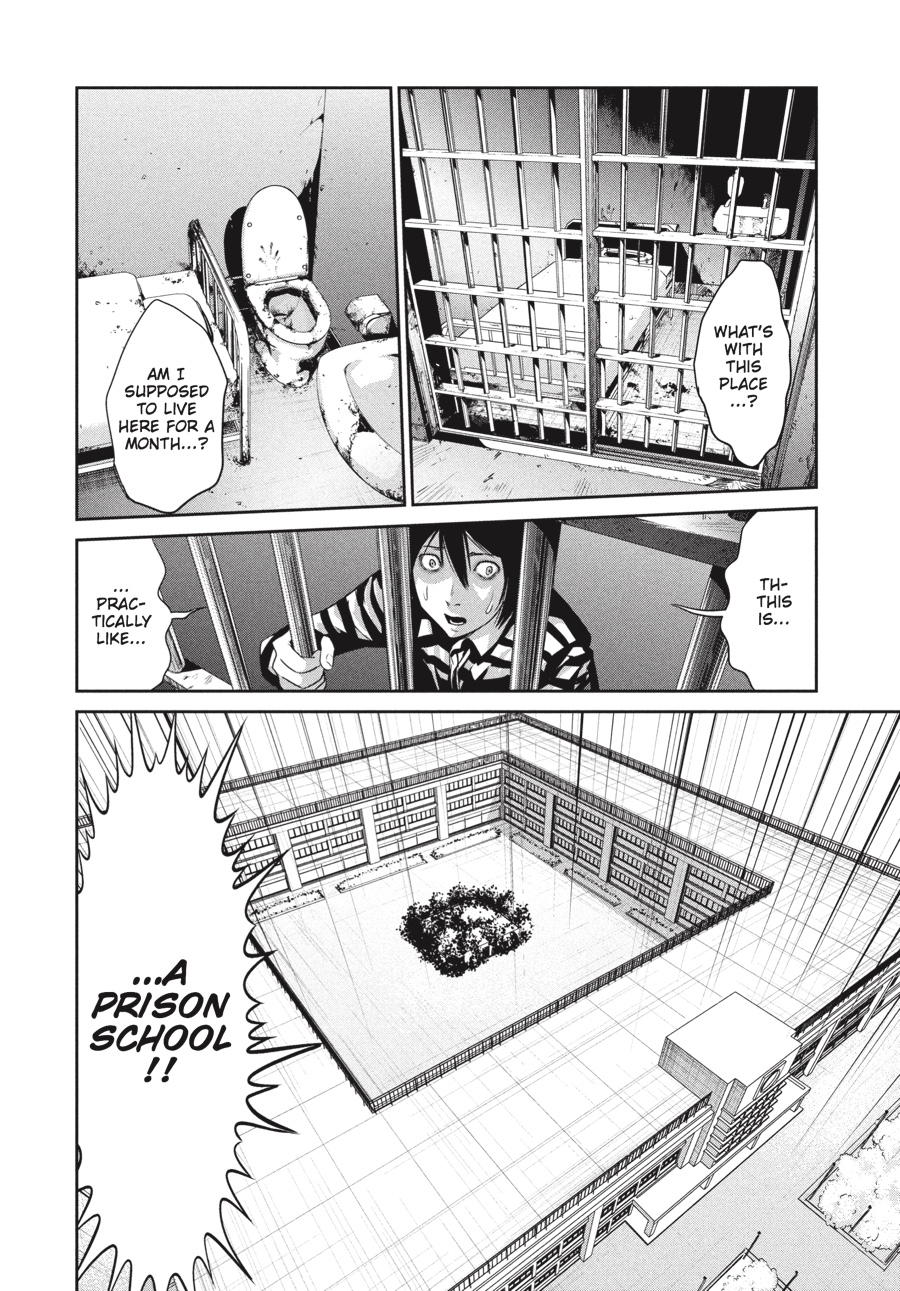 WHAT'S
WITH
THIS
PLACE
...?
AM I
SUPPOSED
TO LIVE
HERE FOR A
MONTH...?
TH-
THIS
IS...
...
PRAC-
TICALLY
LIKE...
...A
PRISON
SCHOOL
!!